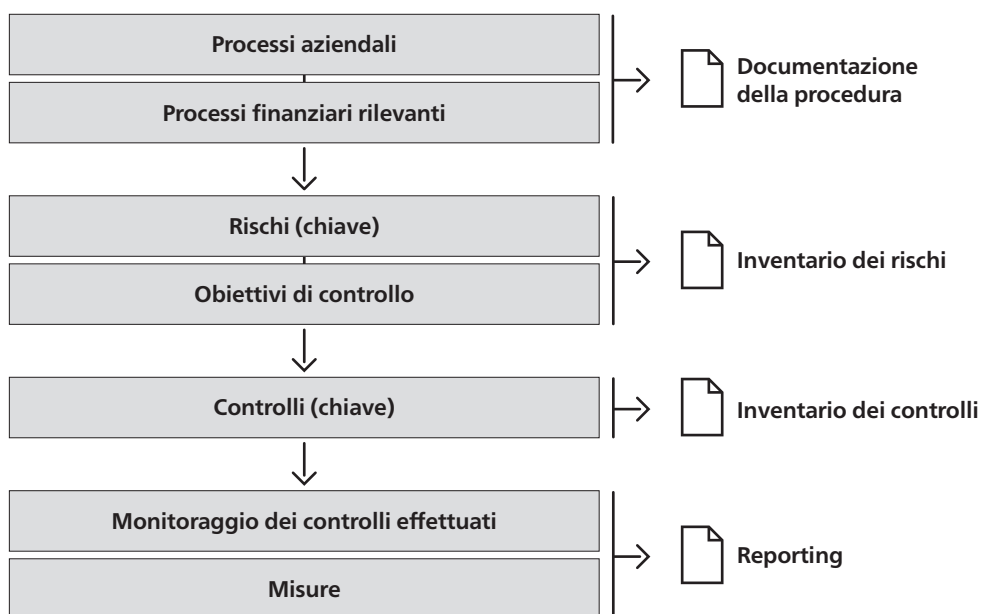 Processi aziendali
Processi finanziari rilevanti
Documentazione
della procedura
Rischi (chiave)
Obiettivi di controllo
Inventario dei rischi
Controlli (chiave)
Inventario dei controlli
Monitoraggio dei controlli effettuati
Misure
Reporting